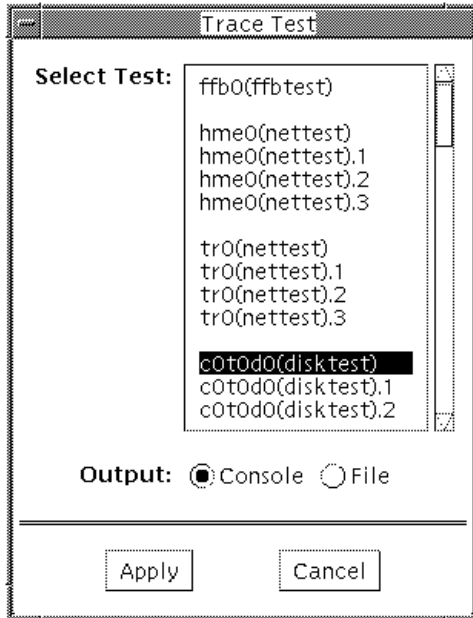 Trace Test
Select Test:
ffb0(ffbtest)
hme0(nettest)
hme0(nettest).1
hme0(nettest).2
hme0(nettest).3
tr0(nettest)
tr0(nettest).1
tr0(nettest).2
tr0(nettest).3
c0t0d0(disktest)
c0t0d0(disktest).1
c0t0d0(disktest).2
Output: Console File
Apply Cancel